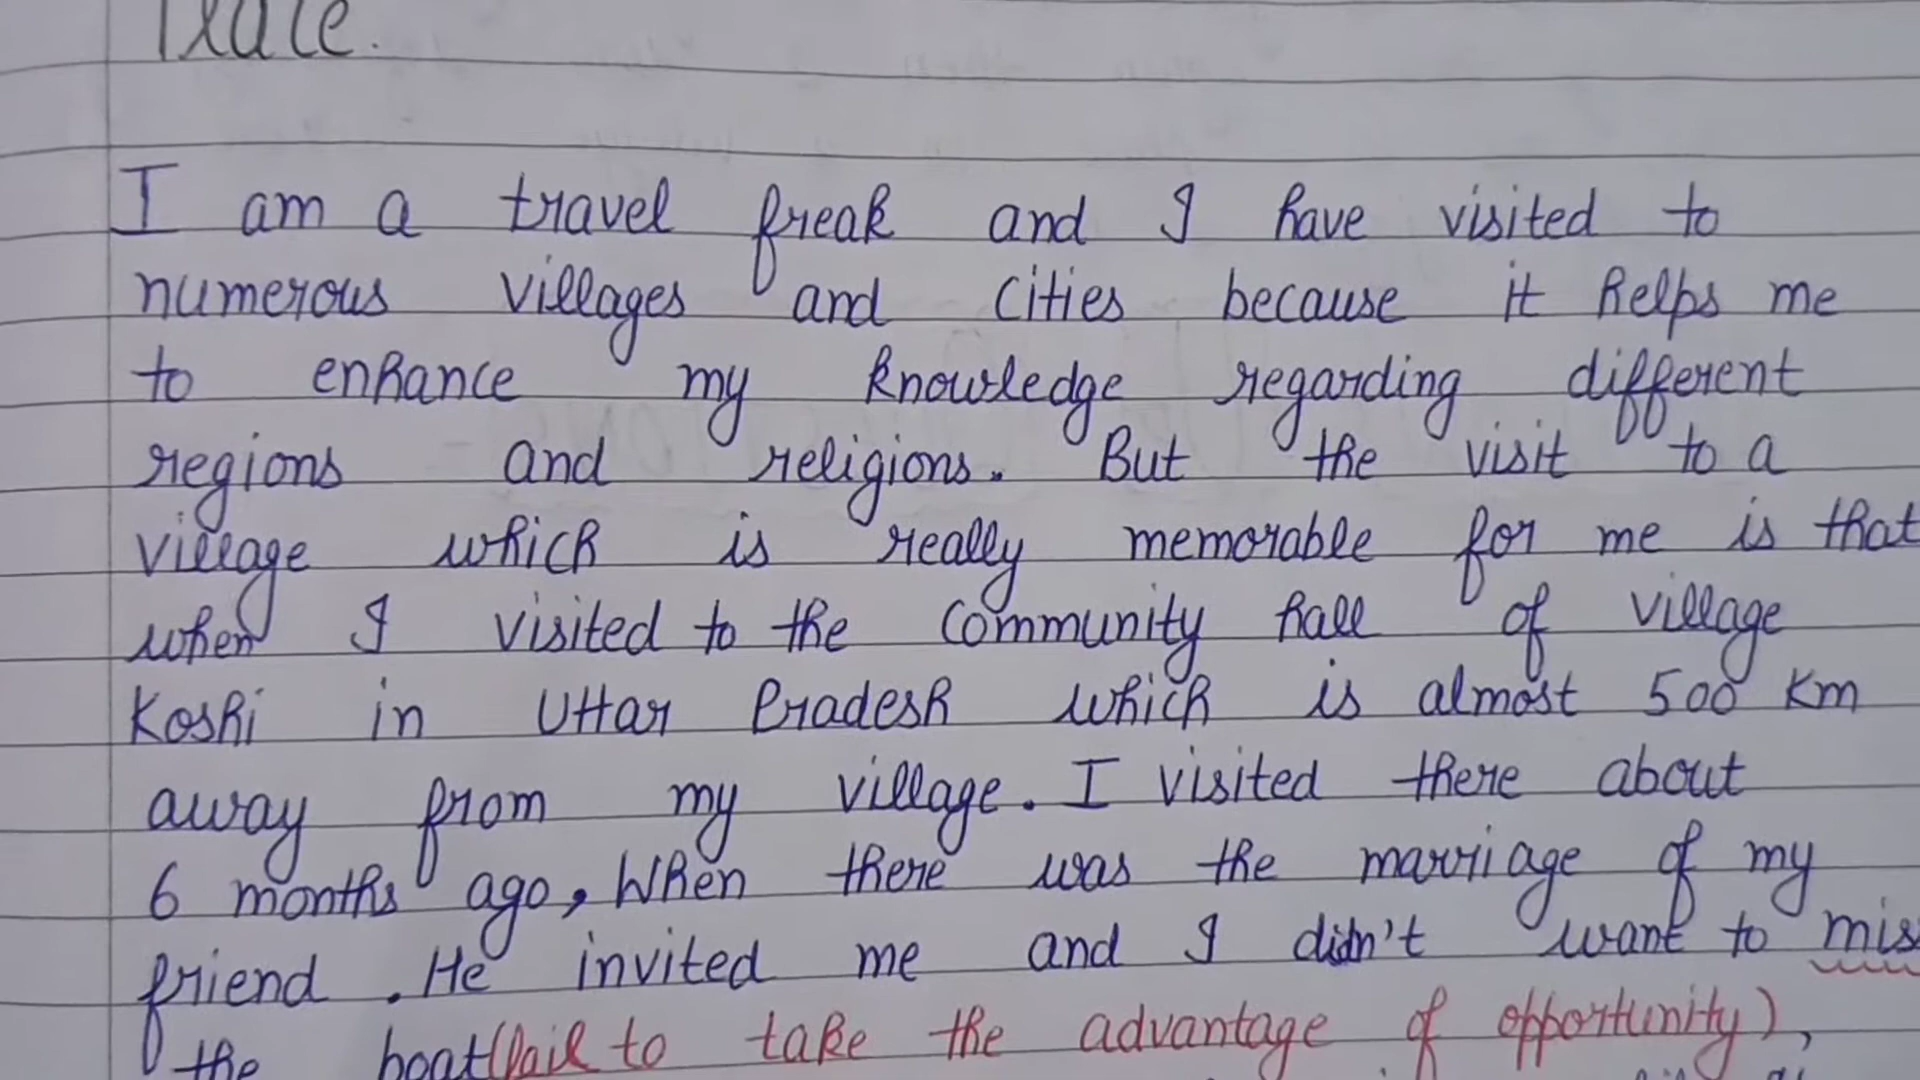 I am a travel freak and I have visited to
numerous villages and cities because it helps me
to enhance my knowledge regarding different
regions and religions. But the visit to a
village which is really memorable for me is that
when I visited to the community hall of village
Koshi in Uttar Pradesh which is almost 500 Km
away from my village. I visited there about
6 months ago, When there was the marriage of my
friend. He invited me and I didn't want to mis
the boat (fail to take the advantage of opportunity),